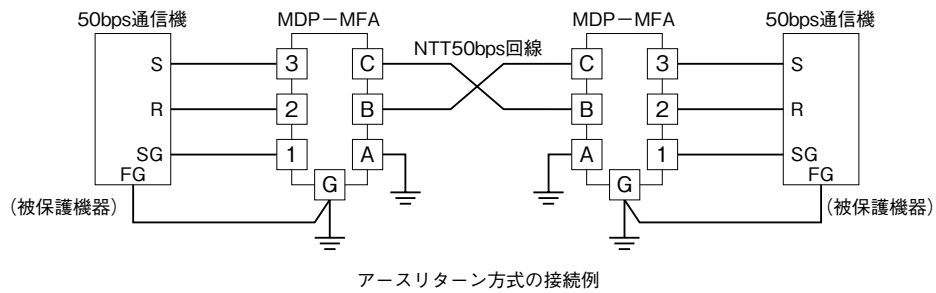 50bps通信機
MDP−MFA
MDP−MFA
50bps通信機
NTT50bps回線
S
3
C
C
3
S
R
2
B
B
2
R
SG
1
A
A
1
SG
FG
G
G
FG
(被保護機器)
(被保護機器)
アースリターン方式の接続例